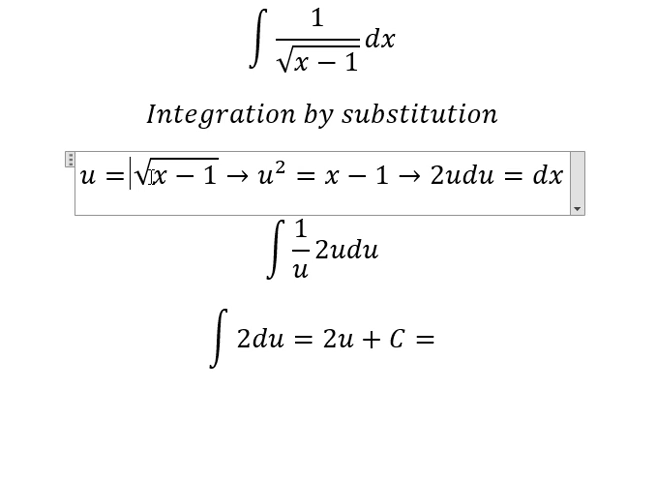 ∫ 1/√(x − 1) dx
Integration by substitution
u = √(x − 1) → u² = x − 1 → 2udu = dx
∫ 1/u 2udu
∫ 2du = 2u + C =